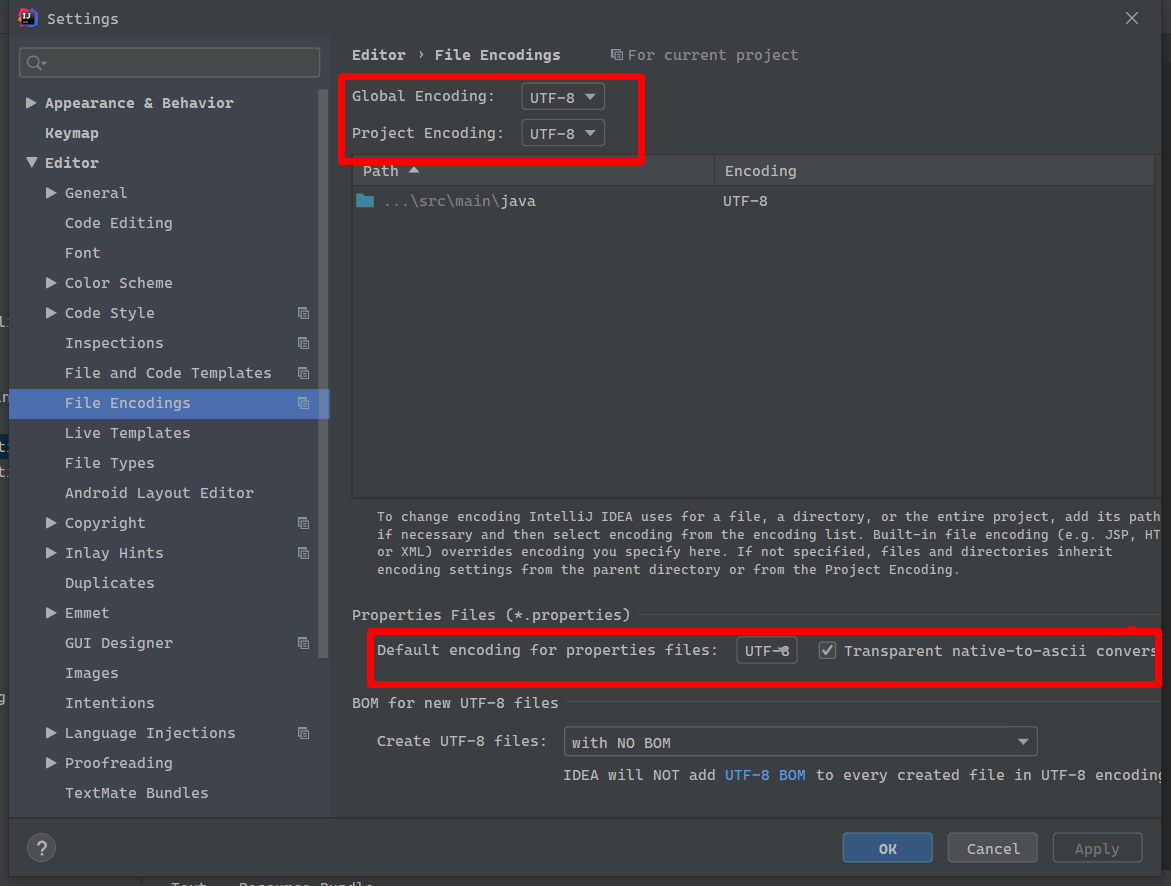 Settings
Editor › File Encodings
For current project
Appearance & Behavior
Keymap
Editor
General
Code Editing
Font
Color Scheme
Code Style
Inspections
File and Code Templates
File Encodings
Live Templates
File Types
Android Layout Editor
Copyright
Inlay Hints
Duplicates
Emmet
GUI Designer
Images
Intentions
Language Injections
Proofreading
TextMate Bundles
Global Encoding: UTF-8
Project Encoding: UTF-8
Path Encoding
...\src\main\java UTF-8
To change encoding IntelliJ IDEA uses for a file, a directory, or the entire project, add its path
if necessary and then select encoding from the encoding list. Built-in file encoding (e.g. JSP, HT
or XML) overrides encoding you specify here. If not specified, files and directories inherit
encoding settings from the parent directory or from the Project Encoding.
Properties Files (*.properties)
Default encoding for properties files: UTF-8 Transparent native-to-ascii convers
BOM for new UTF-8 files
Create UTF-8 files: with NO BOM
IDEA will NOT add UTF-8 BOM to every created file in UTF-8 encoding
? OK Cancel Apply